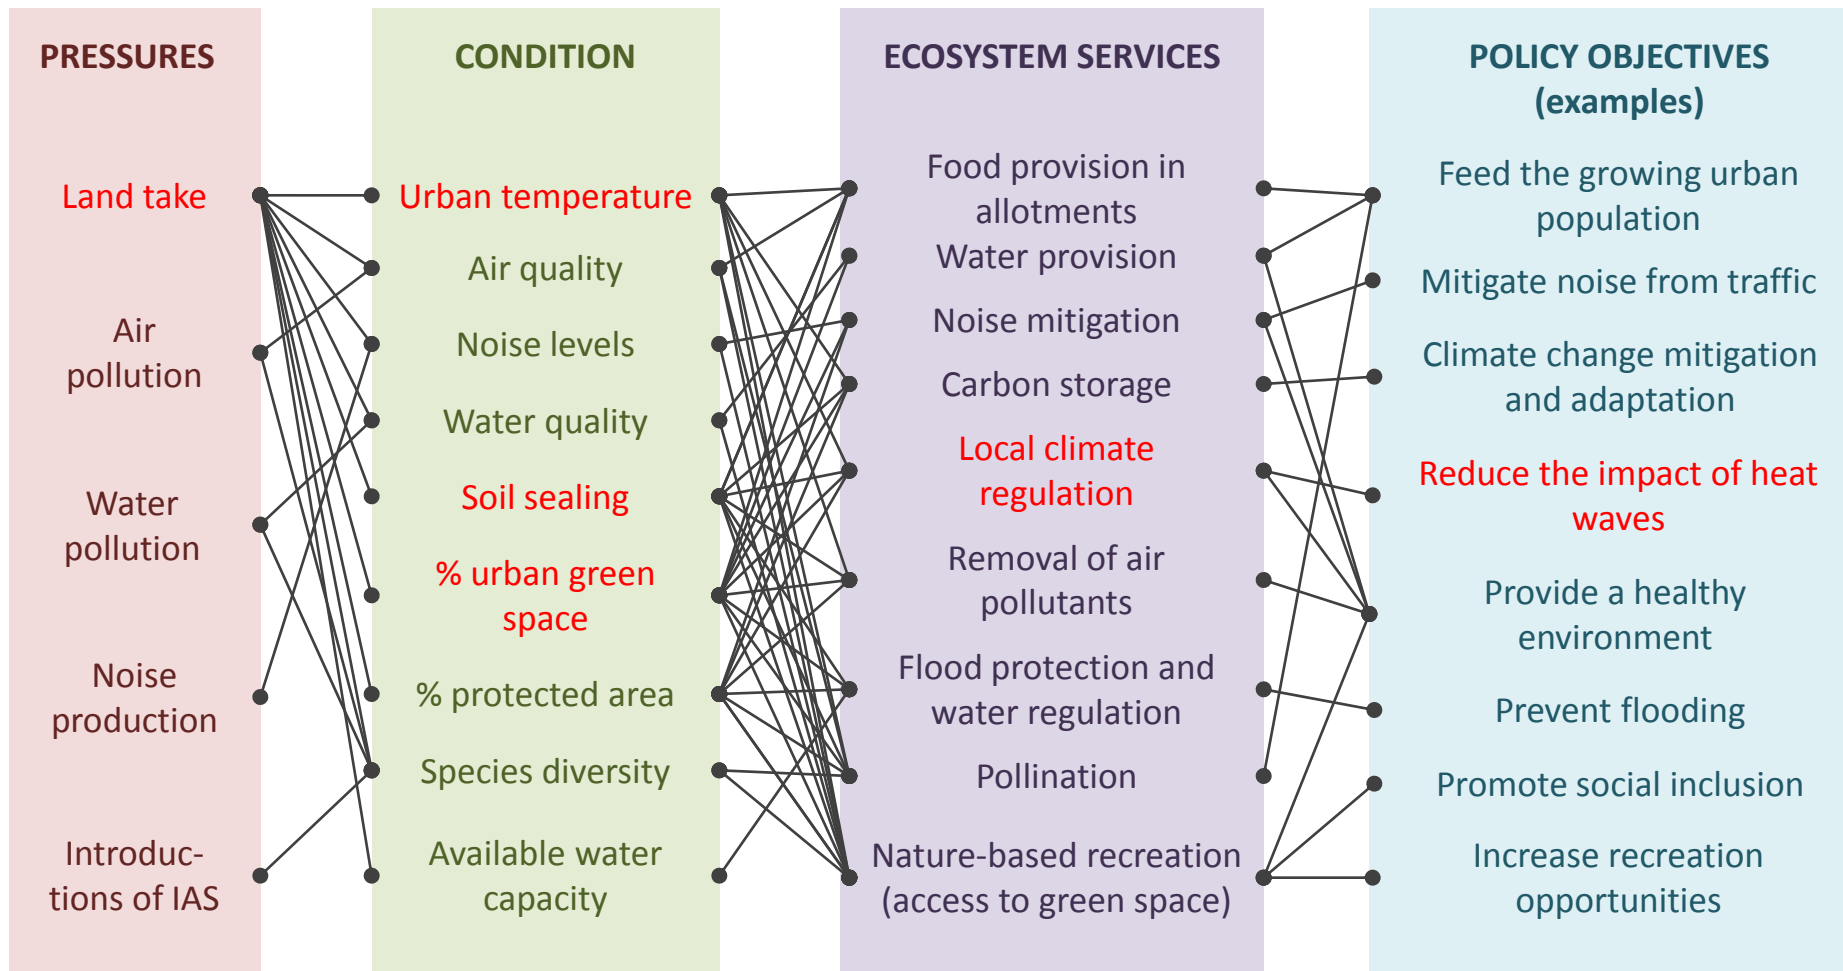 PRESSURES
Land take
Air
pollution
Water
pollution
Noise
production
Introduc-
tions of IAS
CONDITION
Urban temperature
Air quality
Noise levels
Water quality
Soil sealing
% urban green
space
% protected area
Species diversity
Available water
capacity
ECOSYSTEM SERVICES
Food provision in
allotments
Water provision
Noise mitigation
Carbon storage
Local climate
regulation
Removal of air
pollutants
Flood protection and
water regulation
Pollination
Nature-based recreation
(access to green space)
POLICY OBJECTIVES
(examples)
Feed the growing urban
population
Mitigate noise from traffic
Climate change mitigation
and adaptation
Reduce the impact of heat
waves
Provide a healthy
environment
Prevent flooding
Promote social inclusion
Increase recreation
opportunities